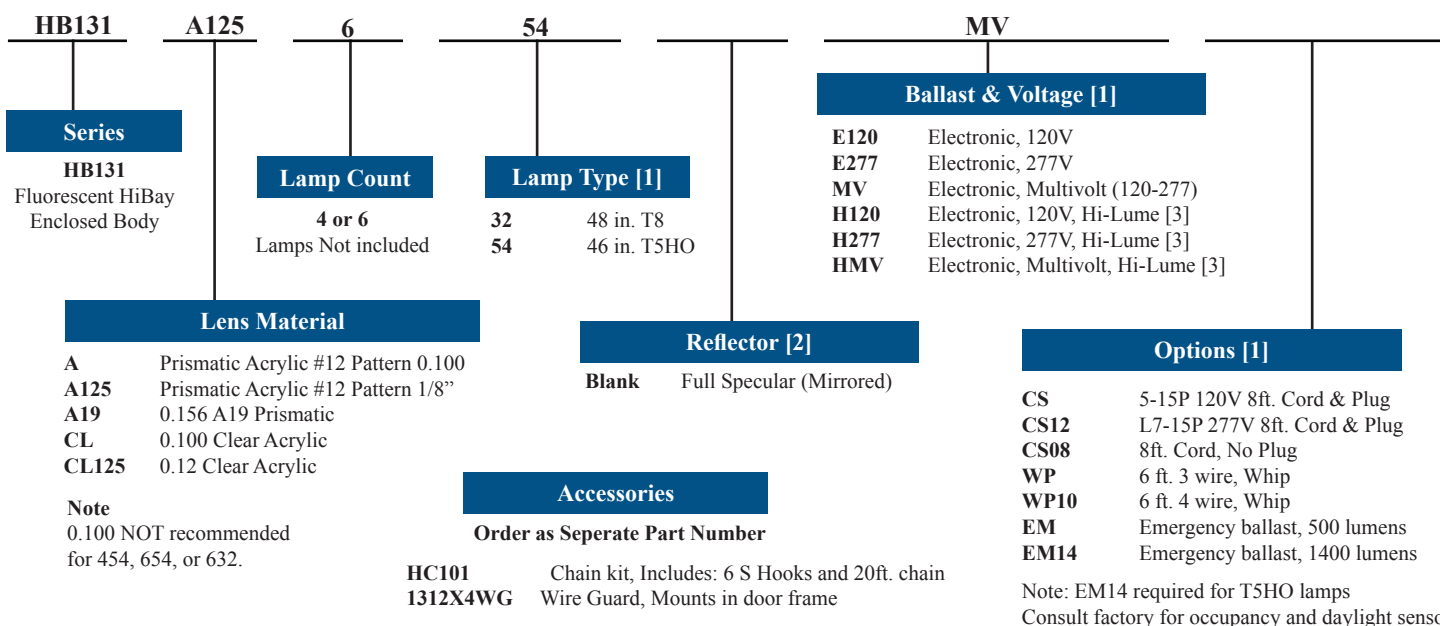 HB131 A125 6 54 MV
Series
HB131
Fluorescent HiBay
Enclosed Body
Lens Material
A Prismatic Acrylic #12 Pattern 0.100
A125 Prismatic Acrylic #12 Pattern 1/8”
A19 0.156 A19 Prismatic
CL 0.100 Clear Acrylic
CL125 0.12 Clear Acrylic
Note
0.100 NOT recommended
for 454, 654, or 632.
Lamp Count
4 or 6
Lamps Not included
Lamp Type [1]
32 48 in. T8
54 46 in. T5HO
Reflector [2]
Blank Full Specular (Mirrored)
Ballast & Voltage [1]
E120 Electronic, 120V
E277 Electronic, 277V
MV Electronic, Multivolt (120-277)
H120 Electronic, 120V, Hi-Lume [3]
H277 Electronic, 277V, Hi-Lume [3]
HMV Electronic, Multivolt, Hi-Lume [3]
Options [1]
CS 5-15P 120V 8ft. Cord & Plug
CS12 L7-15P 277V 8ft. Cord & Plug
CS08 8ft. Cord, No Plug
WP 6 ft. 3 wire, Whip
WP10 6 ft. 4 wire, Whip
EM Emergency ballast, 500 lumens
EM14 Emergency ballast, 1400 lumens
Note: EM14 required for T5HO lamps
Consult factory for occupancy and daylight senso
Accessories
Order as Seperate Part Number
HC101 Chain kit, Includes: 6 S Hooks and 20ft. chain
1312X4WG Wire Guard, Mounts in door frame